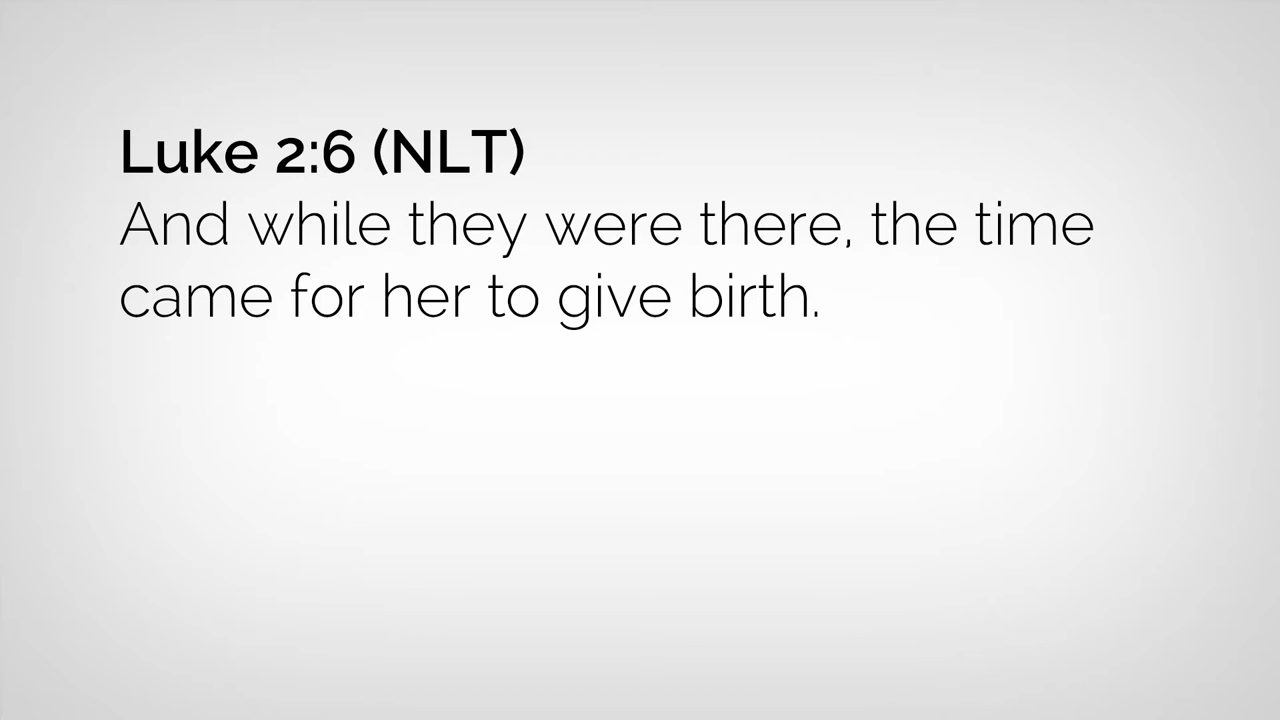 Luke 2:6 (NLT)
And while they were there, the time
came for her to give birth.